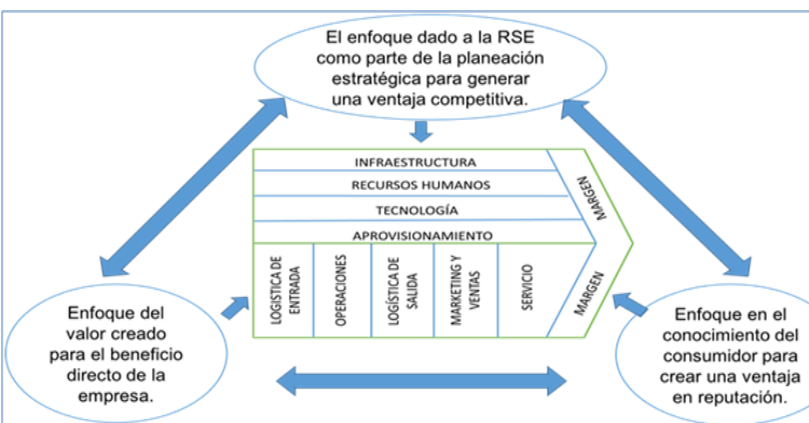 El enfoque dado a la RSE
como parte de la planeación
estratégica para generar
una ventaja competitiva.
INFRAESTRUCTURA
RECURSOS HUMANOS
TECNOLOGÍA
APROVISIONAMIENTO
MARGEN
LOGISTICA DE
ENTRADA
OPERACIONES
LOGÍSTICA DE
SALIDA
MARKETING Y
VENTAS
SERVICIO
MARGEN
Enfoque del
valor creado
para el beneficio
directo de la
empresa.
Enfoque en el
conocimiento del
consumidor para
crear una ventaja
en reputación.